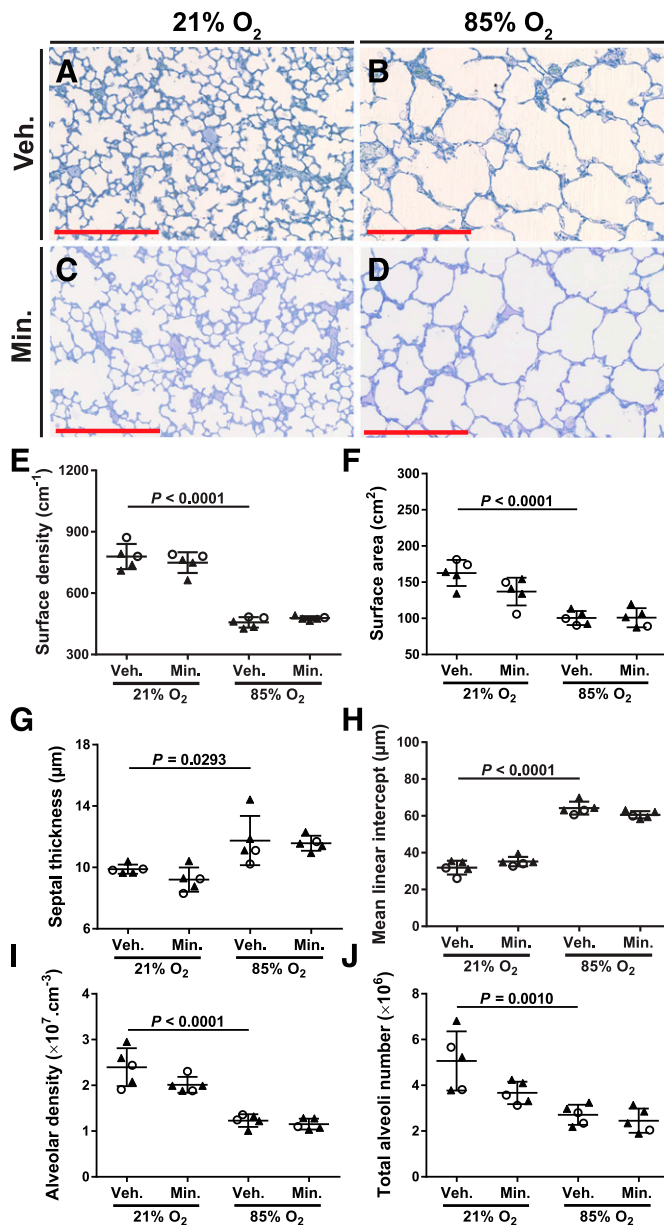 21% O₂ 85% O₂
Veh.
A B
Min.
C D
E
Surface density (cm⁻¹)
1200
900
600
300
P < 0.0001
Veh. Min. Veh. Min.
21% O₂ 85% O₂
F
Surface area (cm²)
300
250
200
150
100
50
P < 0.0001
Veh. Min. Veh. Min.
21% O₂ 85% O₂
G
Septal thickness (µm)
18
14
10
6
P = 0.0293
Veh. Min. Veh. Min.
21% O₂ 85% O₂
H
Mean linear intercept (µm)
100
80
60
40
20
0
P < 0.0001
Veh. Min. Veh. Min.
21% O₂ 85% O₂
I
Alveolar density (×10⁷.cm⁻³)
4
3
2
1
0
P < 0.0001
Veh. Min. Veh. Min.
21% O₂ 85% O₂
J
Total alveoli number (×10⁶)
8
6
4
2
0
P = 0.0010
Veh. Min. Veh. Min.
21% O₂ 85% O₂